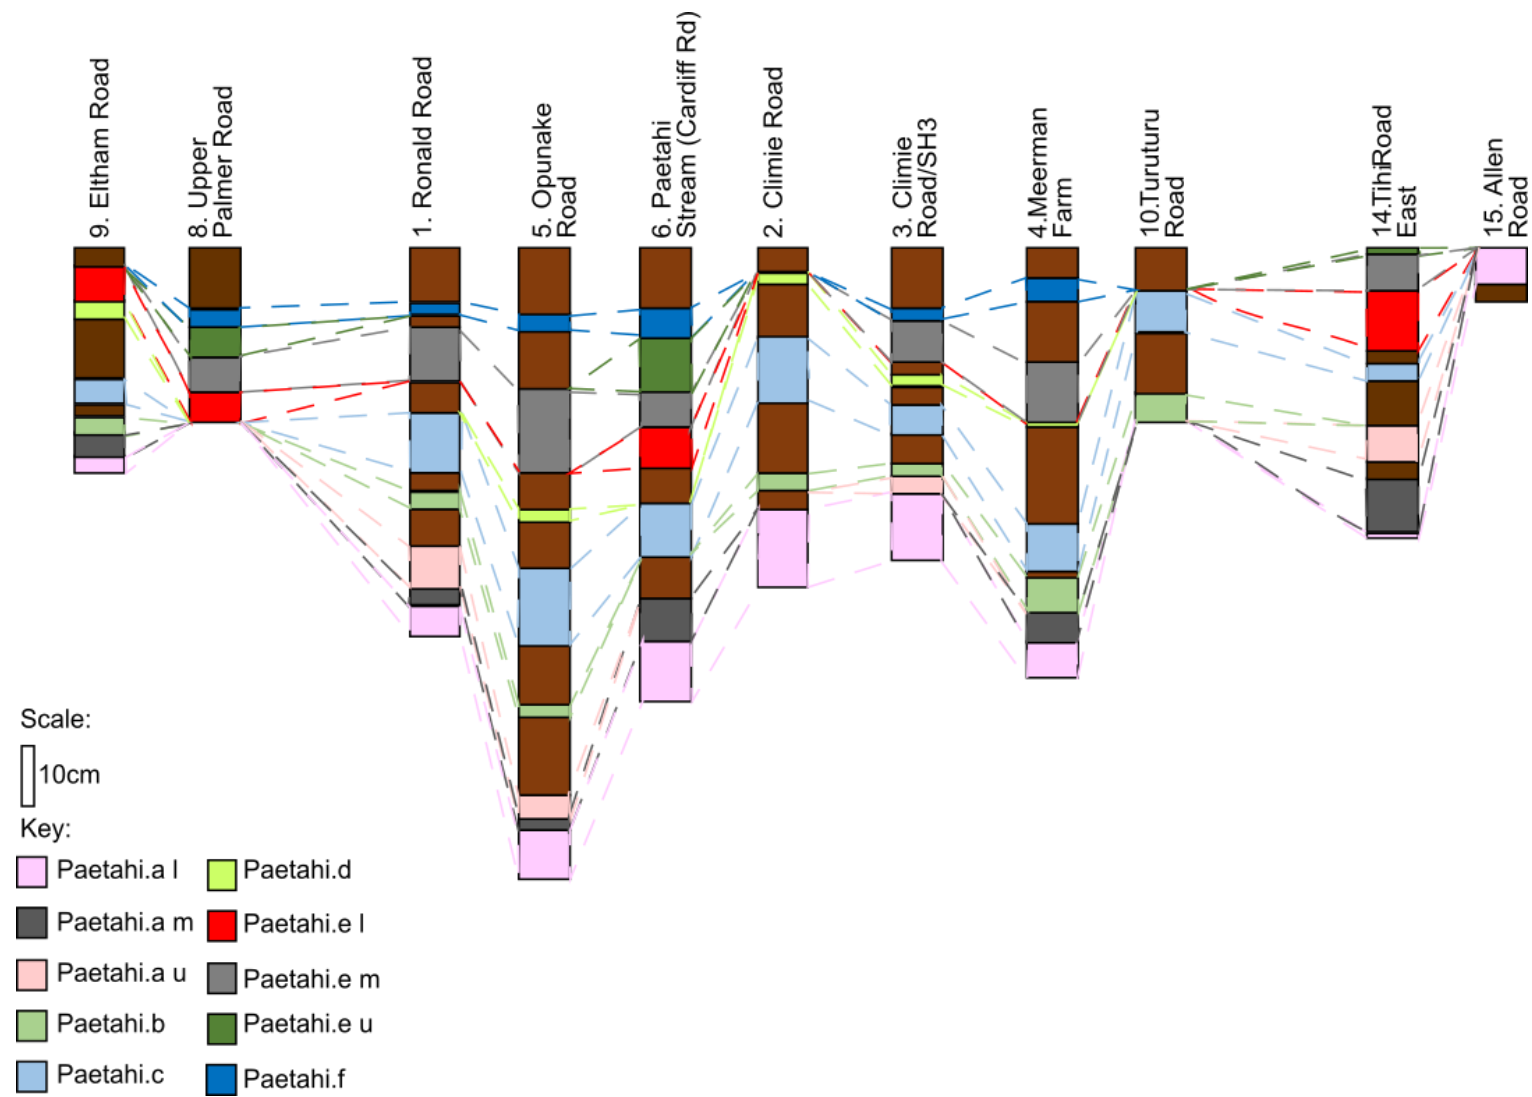 9. Eltham Road
8. Upper
Palmer Road
1. Ronald Road
5. Opunake
Road
6. Paetahi
Stream (Cardiff Rd)
2. Climie Road
3. Climie
Road/SH3
4.Meerman
Farm
10.Turuturu
Road
14.TihiRoad
East
15. Allen
Road
Scale:
10cm
Key:
Paetahi.a l
Paetahi.d
Paetahi.a m
Paetahi.e l
Paetahi.a u
Paetahi.e m
Paetahi.b
Paetahi.e u
Paetahi.c
Paetahi.f